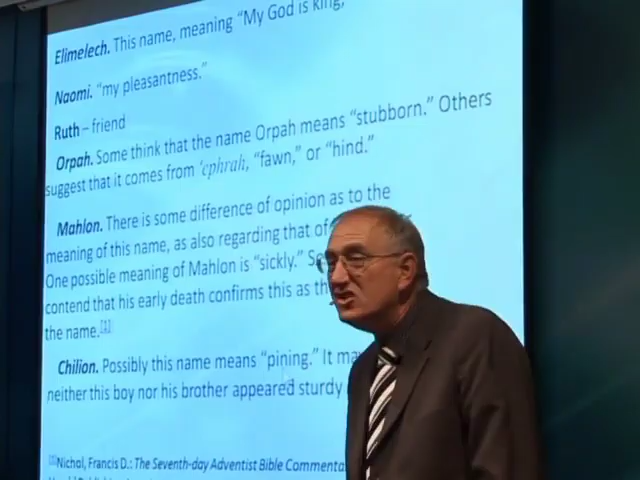 Elimelech. This name, meaning “My God is king,
Naomi. “my pleasantness.”
Ruth – friend
Orpah. Some think that the name Orpah means “stubborn.” Others
suggest that it comes from ‘ephrah, “fawn,” or “hind.”
Mahlon. There is some difference of opinion as to the
meaning of this name, as also regarding that of
One possible meaning of Mahlon is “sickly.”
contend that his early death confirms this as
the name.[1]
Chilion. Possibly this name means “pining.” It
neither this boy nor his brother appeared sturdy
[1]Nichol, Francis D.: The Seventh-day Adventist Bible